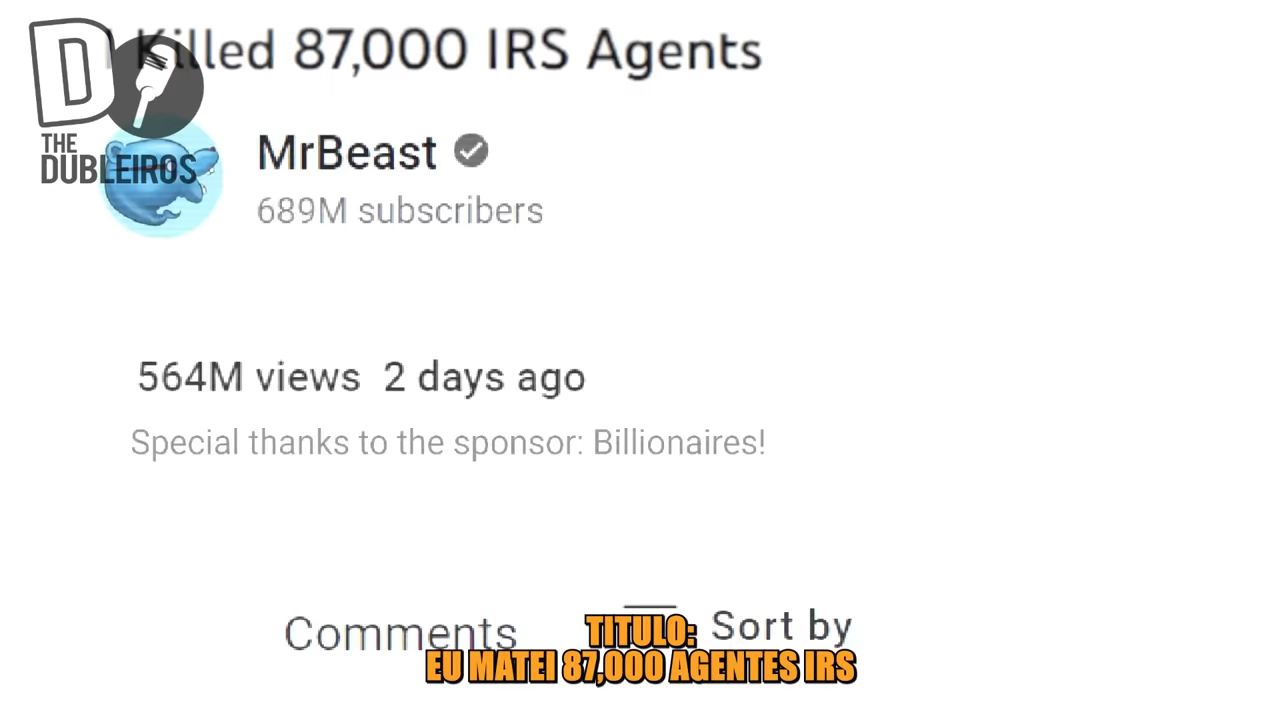 I Killed 87,000 IRS Agents
D
THE
DUBLEIROS
MrBeast
689M subscribers
564M views 2 days ago
Special thanks to the sponsor: Billionaires!
Comments
Sort by
TITULO:
EU MATEI 87,000 AGENTES IRS